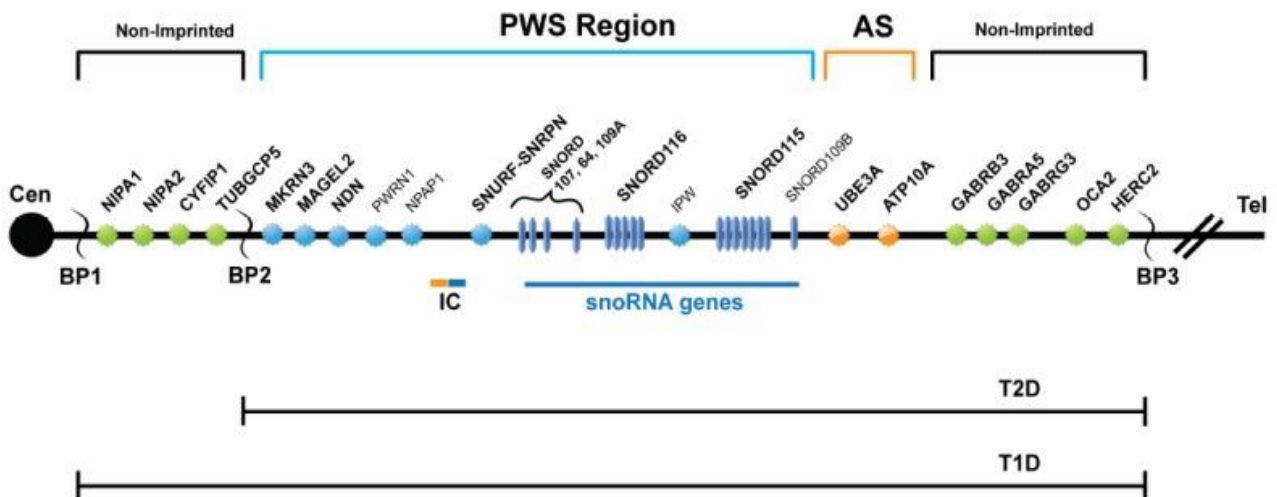 Non-Imprinted
PWS Region
AS
Non-Imprinted
Cen
NIPA1
NIPA2
CYFIP1
TUBGCP5
MKRN3
MAGEL2
NDN
PWRN1
NPAP1
SNURF-SNRPN
SNORD
107, 64, 109A
SNORD116
IPW
SNORD115
SNORD109B
UBE3A
ATP10A
GABRB3
GABRA5
GABRG3
OCA2
HERC2
Tel
BP1
BP2
BP3
IC
snoRNA genes
T2D
T1D